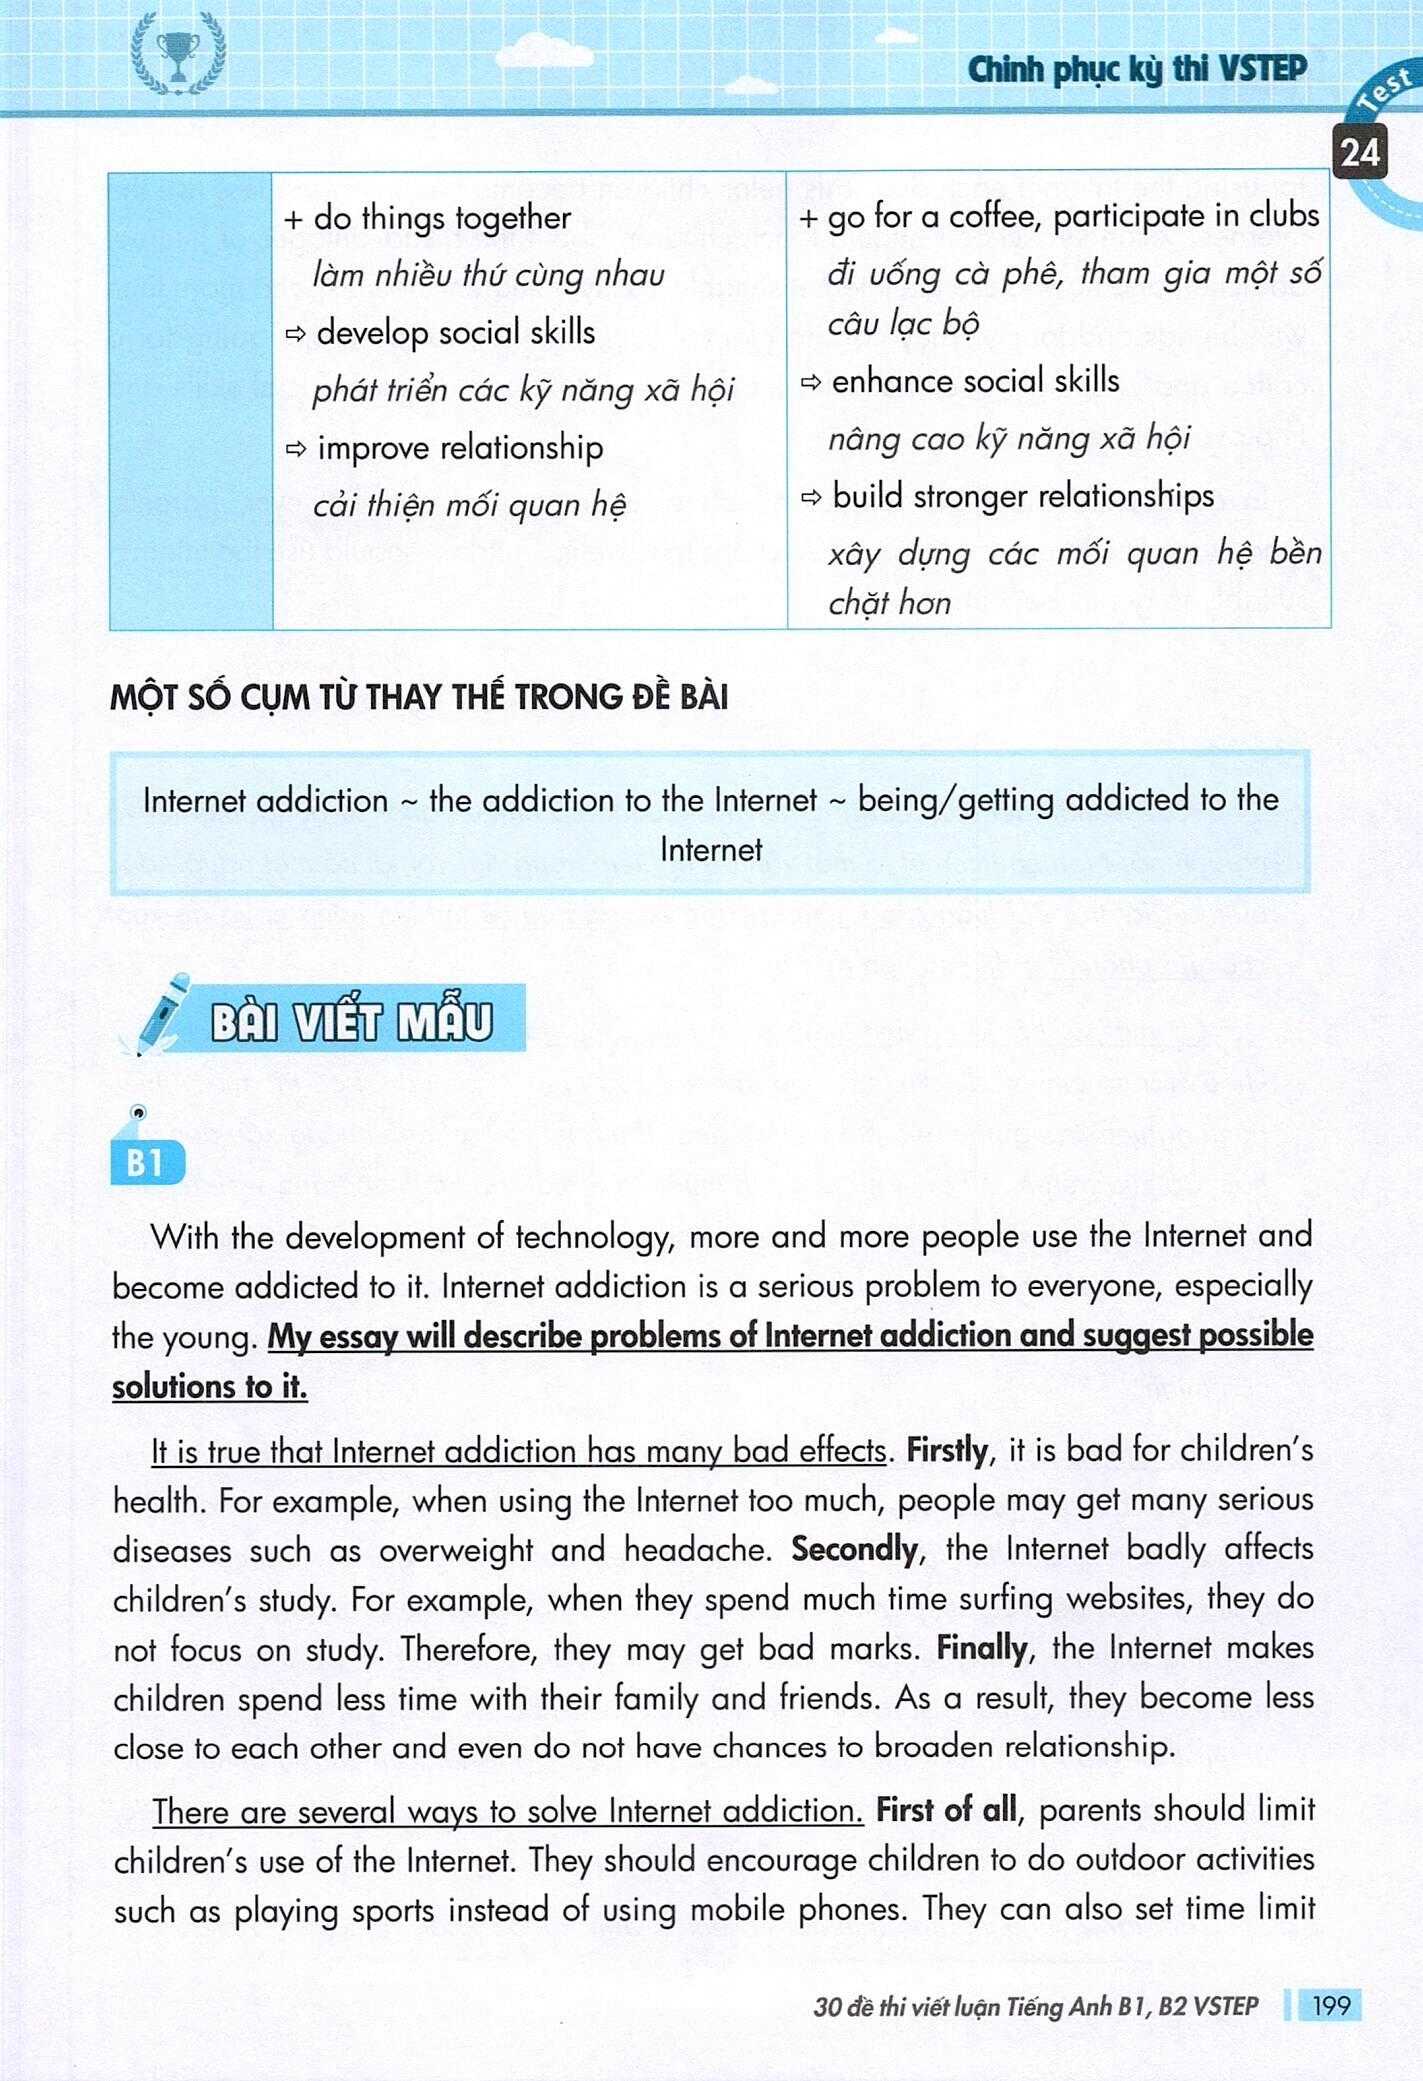 Chinh phục kỳ thi VSTEP
Test
24
+ do things together
làm nhiều thứ cùng nhau
⇨ develop social skills
phát triển các kỹ năng xã hội
⇨ improve relationship
cải thiện mối quan hệ
+ go for a coffee, participate in clubs
đi uống cà phê, tham gia một số
câu lạc bộ
⇨ enhance social skills
nâng cao kỹ năng xã hội
⇨ build stronger relationships
xây dựng các mối quan hệ bền
chặt hơn
MỘT SỐ CỤM TỪ THAY THẾ TRONG ĐỀ BÀI
Internet addiction ~ the addiction to the Internet ~ being/getting addicted to the
Internet
BÀI VIẾT MẪU
B1
With the development of technology, more and more people use the Internet and
become addicted to it. Internet addiction is a serious problem to everyone, especially
the young. My essay will describe problems of Internet addiction and suggest possible
solutions to it.
It is true that Internet addiction has many bad effects. Firstly, it is bad for children's
health. For example, when using the Internet too much, people may get many serious
diseases such as overweight and headache. Secondly, the Internet badly affects
children's study. For example, when they spend much time surfing websites, they do
not focus on study. Therefore, they may get bad marks. Finally, the Internet makes
children spend less time with their family and friends. As a result, they become less
close to each other and even do not have chances to broaden relationship.
There are several ways to solve Internet addiction. First of all, parents should limit
children's use of the Internet. They should encourage children to do outdoor activities
such as playing sports instead of using mobile phones. They can also set time limit
30 đề thi viết luận Tiếng Anh B1, B2 VSTEP
199